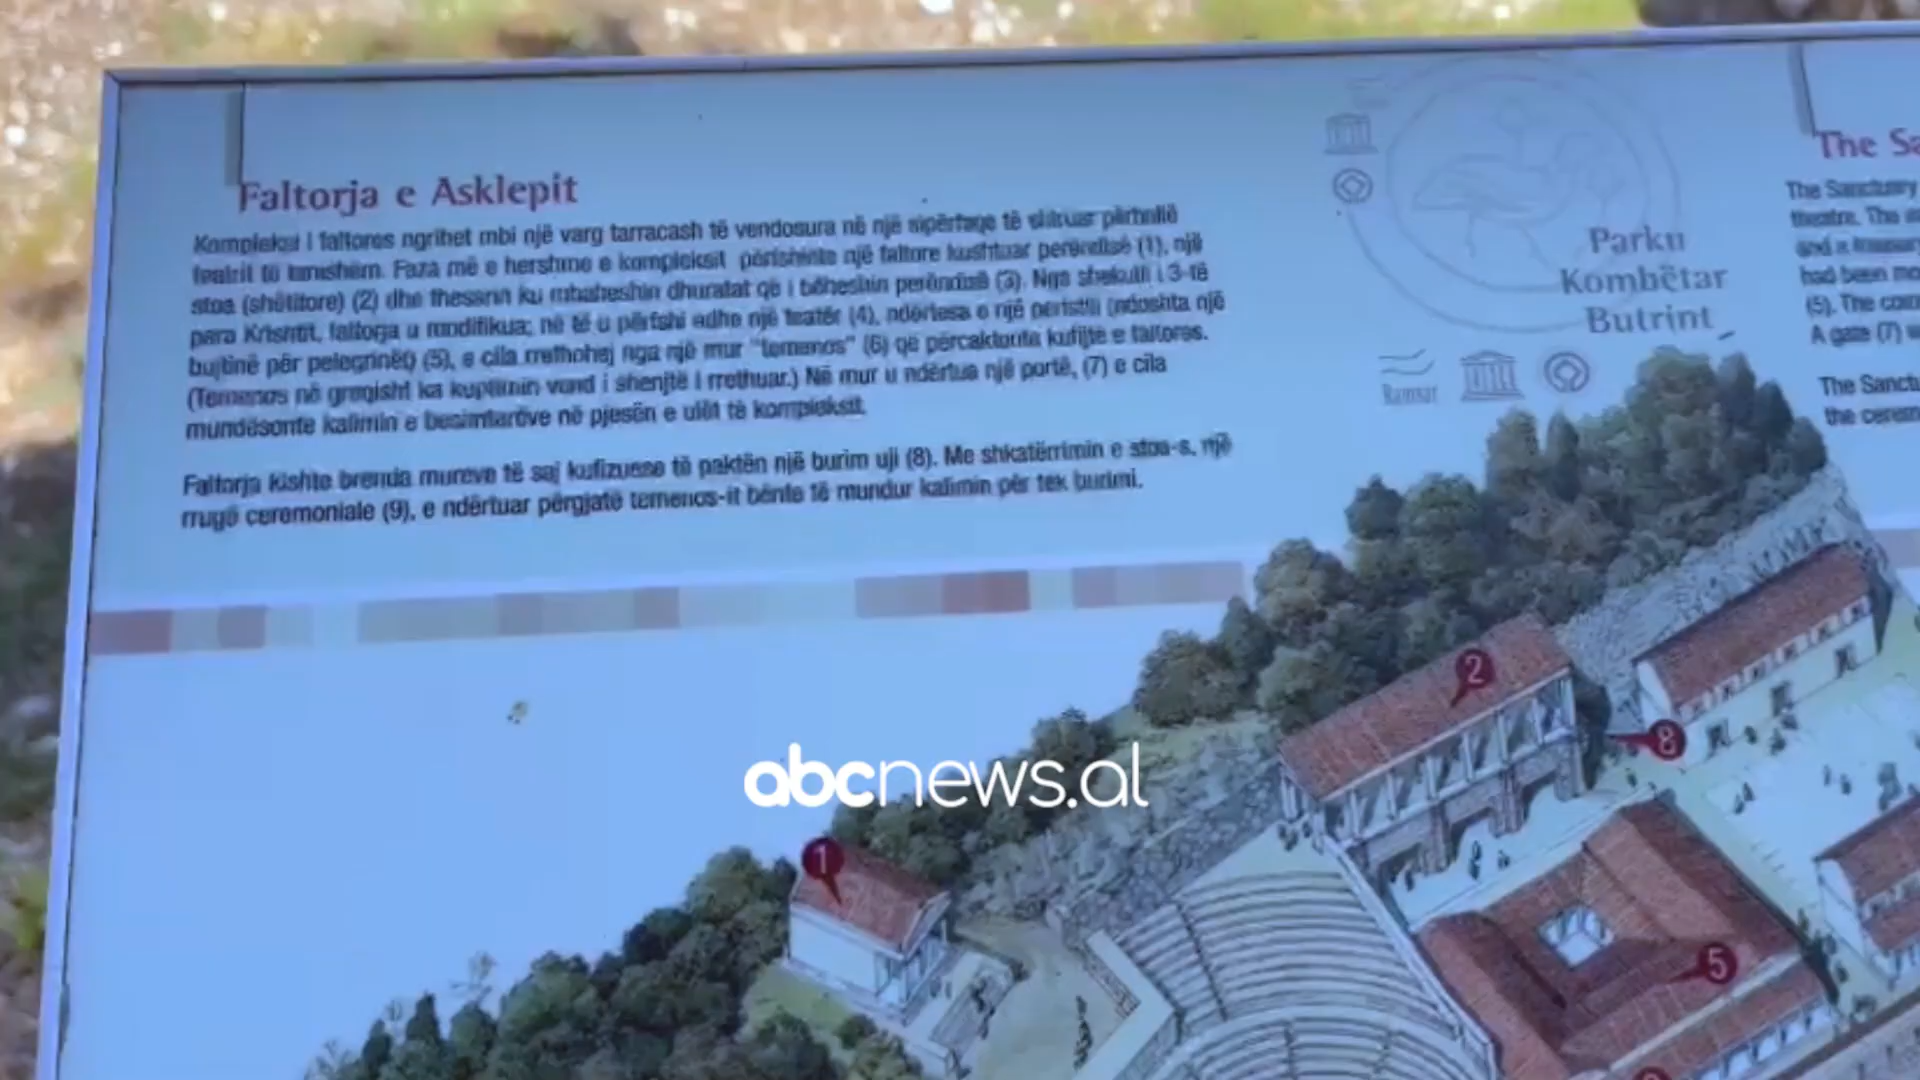 Faltorja e Asklepit
Kompleksi i faltores ngrihet mbi një varg tarracash të vendosura në një sipërfaqe të shtruar përballë
teatrit të tanishëm. Faza më e hershme e kompleksit përfshinte një faltore kushtuar perëndisë (1), një
stoa (shëtitore) (2) dhe thesarin ku mbaheshin dhuratat që i bëheshin perëndisë (3). Nga shekulli i 3-të
para Krishtit, faltorja u modifikua; në të u përfshi edhe një teatër (4), ndërtesa e një peristili (ndoshta një
bujtinë për pelegrinët) (5), e cila rrethohej nga një mur "temenos" (6) që përcaktonte kufijtë e faltores.
(Temenos në greqisht ka kuptimin vend i shenjtë i rrethuar.) Në mur u ndërtua një portë, (7) e cila
mundësonte kalimin e besimtarëve në pjesën e ulët të kompleksit.
Faltorja kishte brenda mureve të saj kufizuese të paktën një burim uji (8). Me shkatërrimin e stoa-s, një
rrugë ceremoniale (9), e ndërtuar përgjatë temenos-it bënte të mundur kalimin për tek burimi.
Parku
Kombëtar
Butrint
Ramsar
The Sa
The Sanctuary
theatre. The
and a treasury
had been
(5). The
A gate (7)
The Sanctu
the cerem
2
8
1
5
abcnews.al